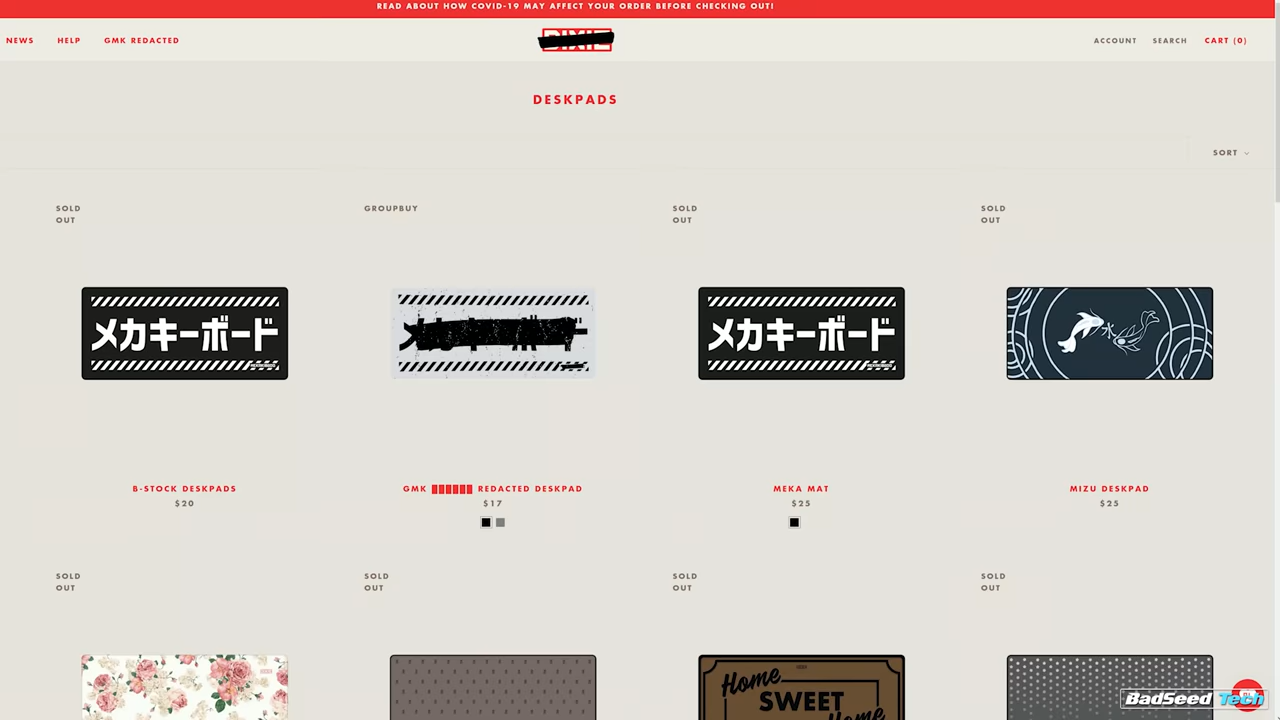 READ ABOUT HOW COVID-19 MAY AFFECT YOUR ORDER BEFORE CHECKING OUT!
NEWS HELP GMK REDACTED
ACCOUNT SEARCH CART (0)
DESKPADS
SORT
SOLD OUT
GROUPBUY
SOLD OUT
SOLD OUT
メカキーボード
メカキーボード
水
B-STOCK DESKPADS
$20
GMK ██████ REDACTED DESKPAD
$17
MEKA MAT
$25
MIZU DESKPAD
$25
SOLD OUT
SOLD OUT
SOLD OUT
SOLD OUT
Home
SWEET
Home
BadSeed Tech